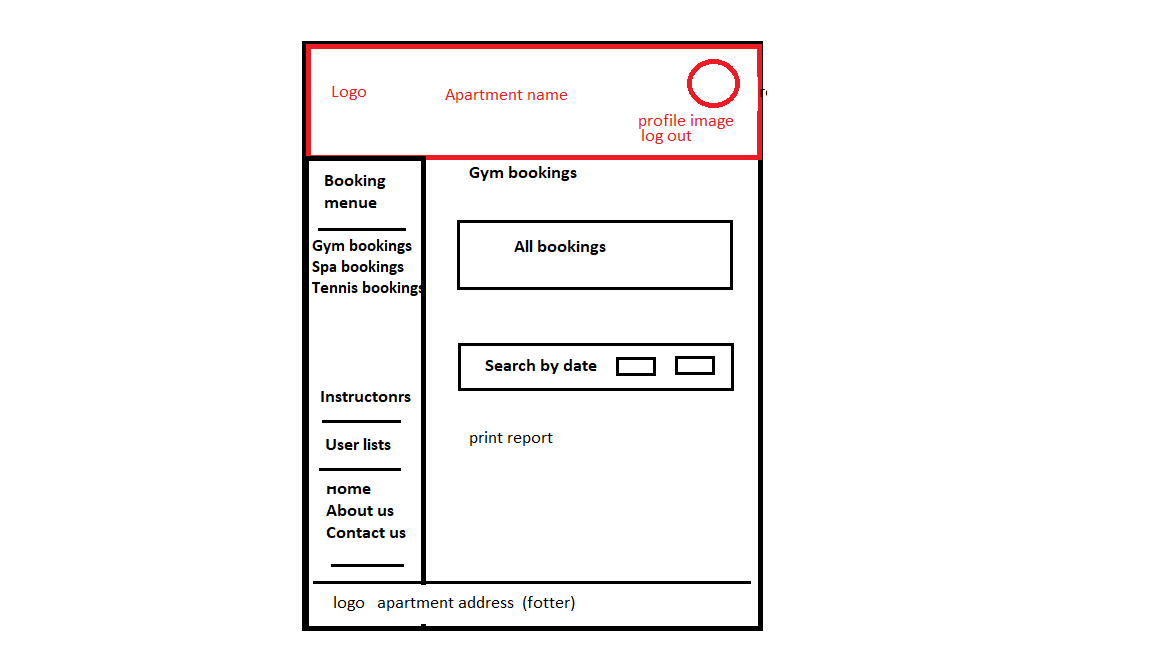 Logo
Apartment name
profile image
log out
Booking
menue
Gym bookings
Spa bookings
Tennis bookings
Instructonrs
User lists
Home
About us
Contact us
Gym bookings
All bookings
Search by date
print report
logo apartment address (fotter)